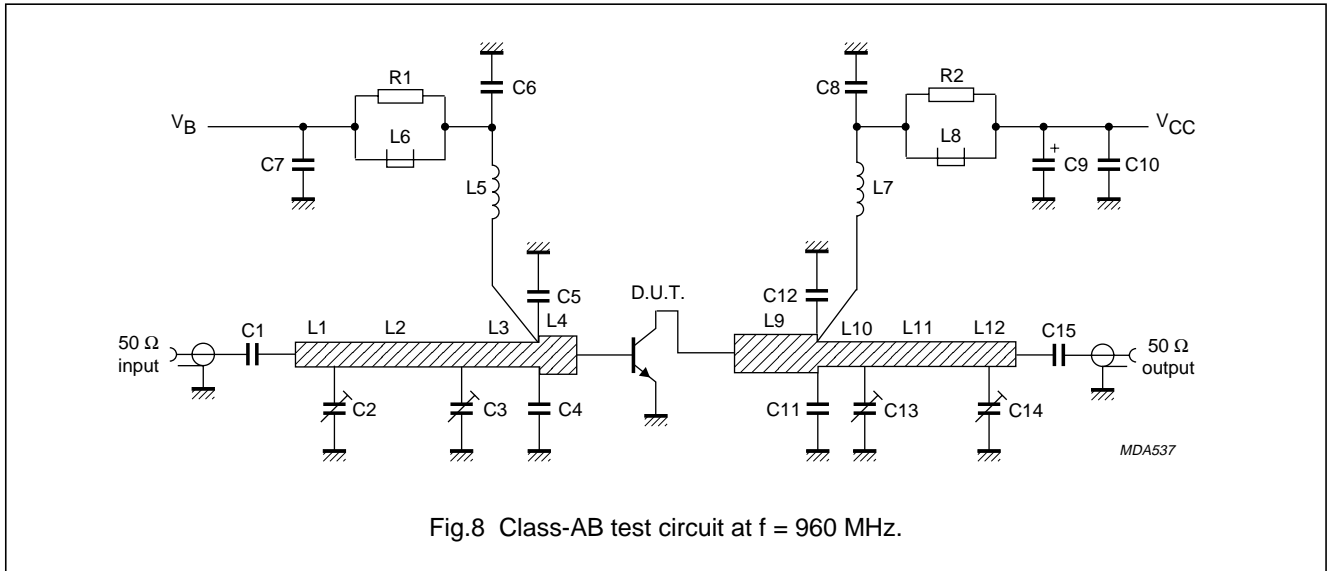 R1
C6
C8
R2
V_B
L6
L8
V_CC
C7
L5
L7
+
C9
C10
C5
D.U.T.
C12
50 Ω
input
C1
L1
L2
L3
L4
L9
L10
L11
L12
C15
50 Ω
output
C2
C3
C4
C11
C13
C14
MDA537
Fig.8 Class-AB test circuit at f = 960 MHz.